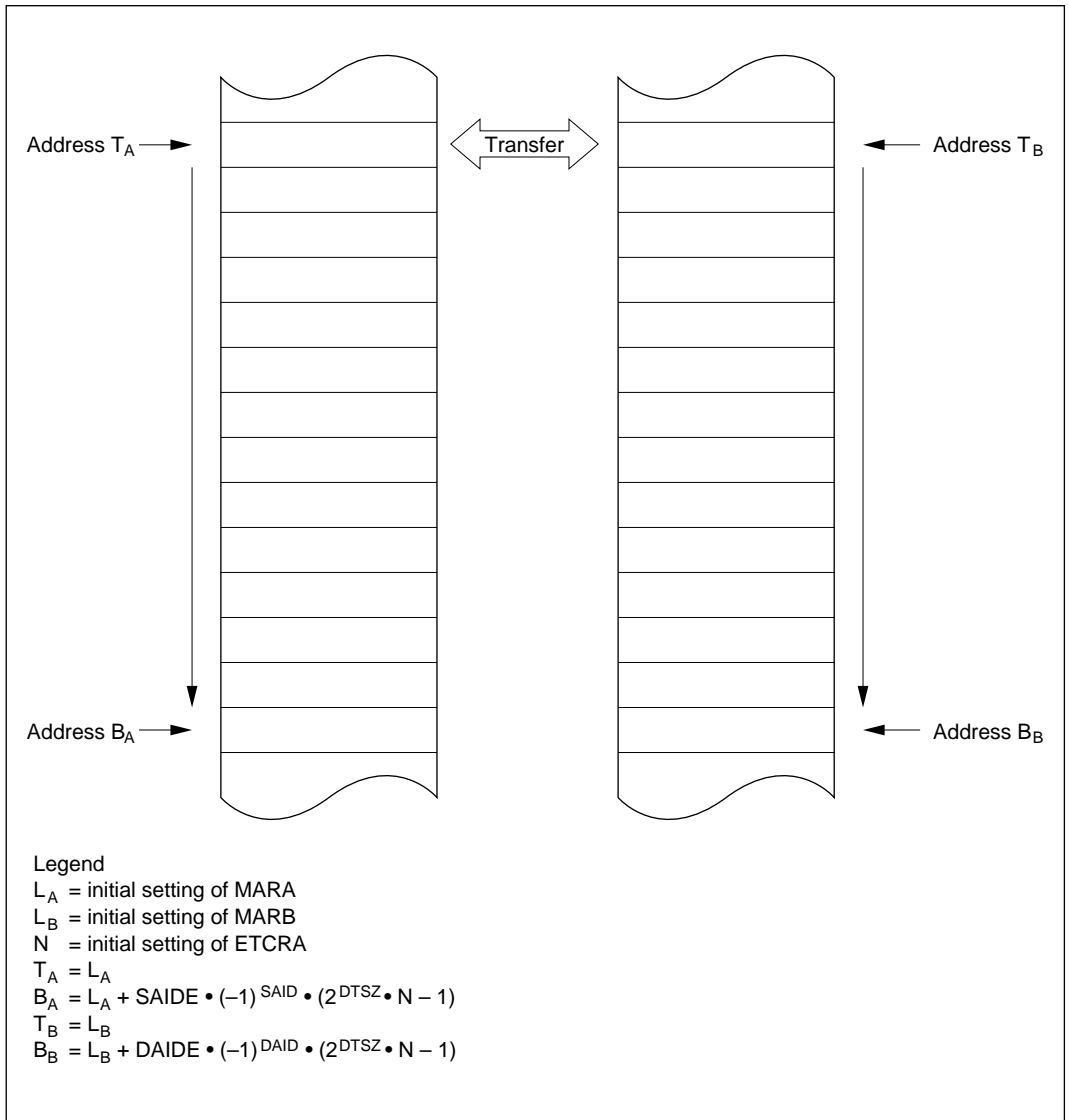 Address T_A
Transfer
Address T_B
Address B_A
Address B_B
Legend
L_A = initial setting of MARA
L_B = initial setting of MARB
N = initial setting of ETCRA
T_A = L_A
B_A = L_A + SAIDE • (–1)^SAID • (2^DTSZ • N – 1)
T_B = L_B
B_B = L_B + DAIDE • (–1)^DAID • (2^DTSZ • N – 1)